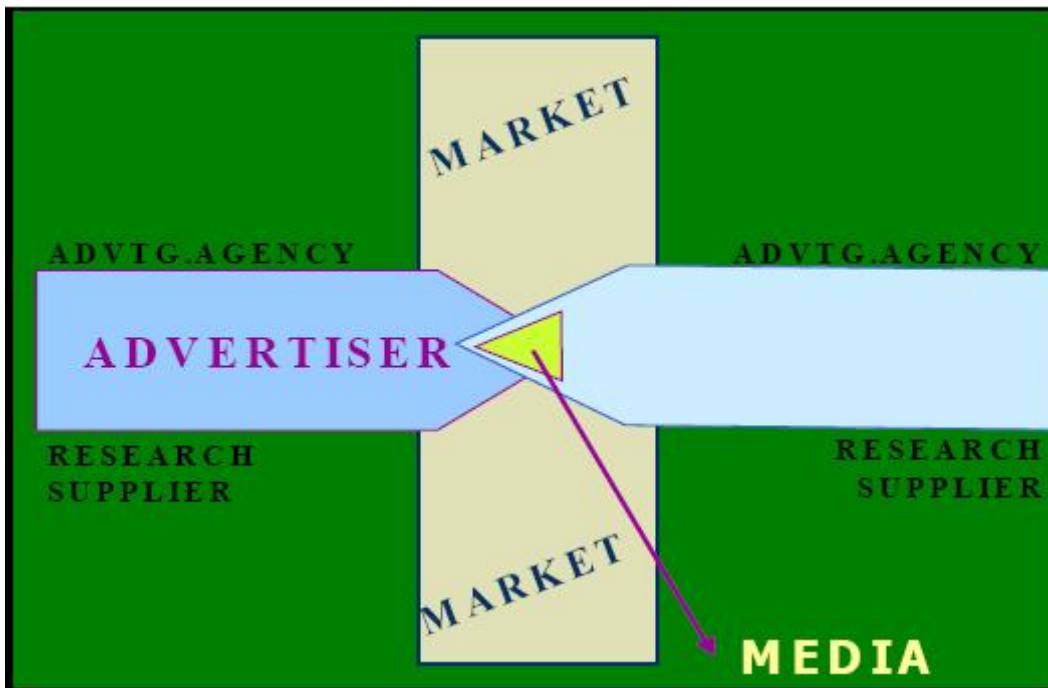 MARKET
ADVTG.AGENCY
ADVTG.AGENCY
ADVERTISER
RESEARCH
SUPPLIER
RESEARCH
SUPPLIER
MARKET
MEDIA